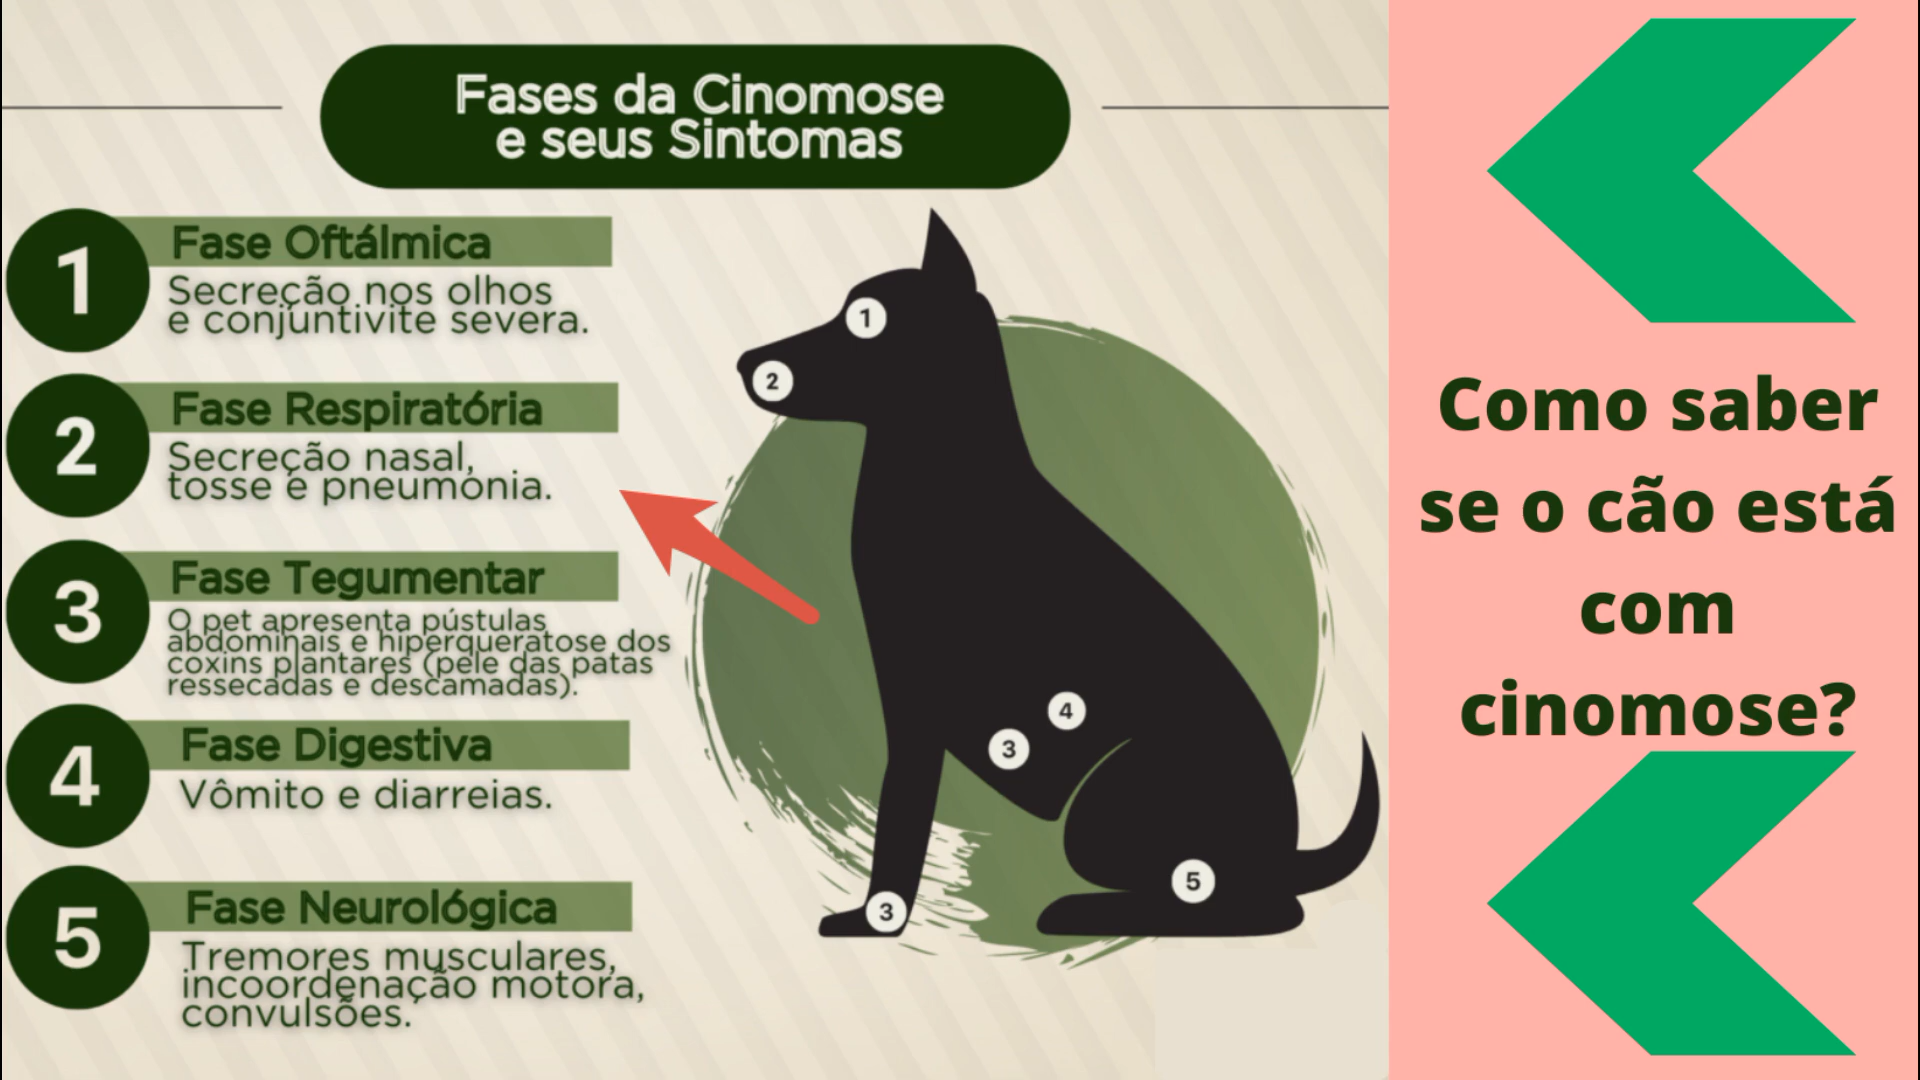 Fases da Cinomose
e seus Sintomas
1
Fase Oftálmica
Secreção nos olhos
e conjuntivite severa.
2
Fase Respiratória
Secreção nasal,
tosse e pneumonia.
3
Fase Tegumentar
O pet apresenta pústulas
abdominais e hiperqueratose dos
coxins plantares (pele das patas
ressecadas e descamadas).
4
Fase Digestiva
Vômito e diarreias.
5
Fase Neurológica
Tremores musculares,
incoordenação motora,
convulsões.
1
2
4
3
5
3
Como saber
se o cão está
com
cinomose?